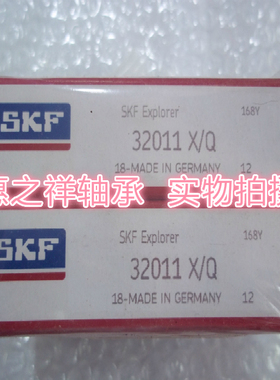 SKF
SKF Explorer 168Y
32011 X/Q
18-MADE IN GERMANY 12
惠之祥轴承 实物拍摄
SKF
SKF Explorer 168Y
32011 X/Q
18-MADE IN GERMANY 12